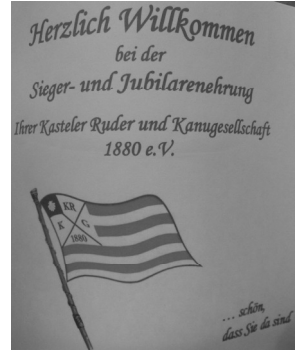 Herzlich Willkommen
bei der
Sieger- und Jubilarenehrung
Ihrer Kasteler Ruder und Kanugesellschaft
1880 e.V.
KR
K G
1880
... schön,
dass Sie da sind